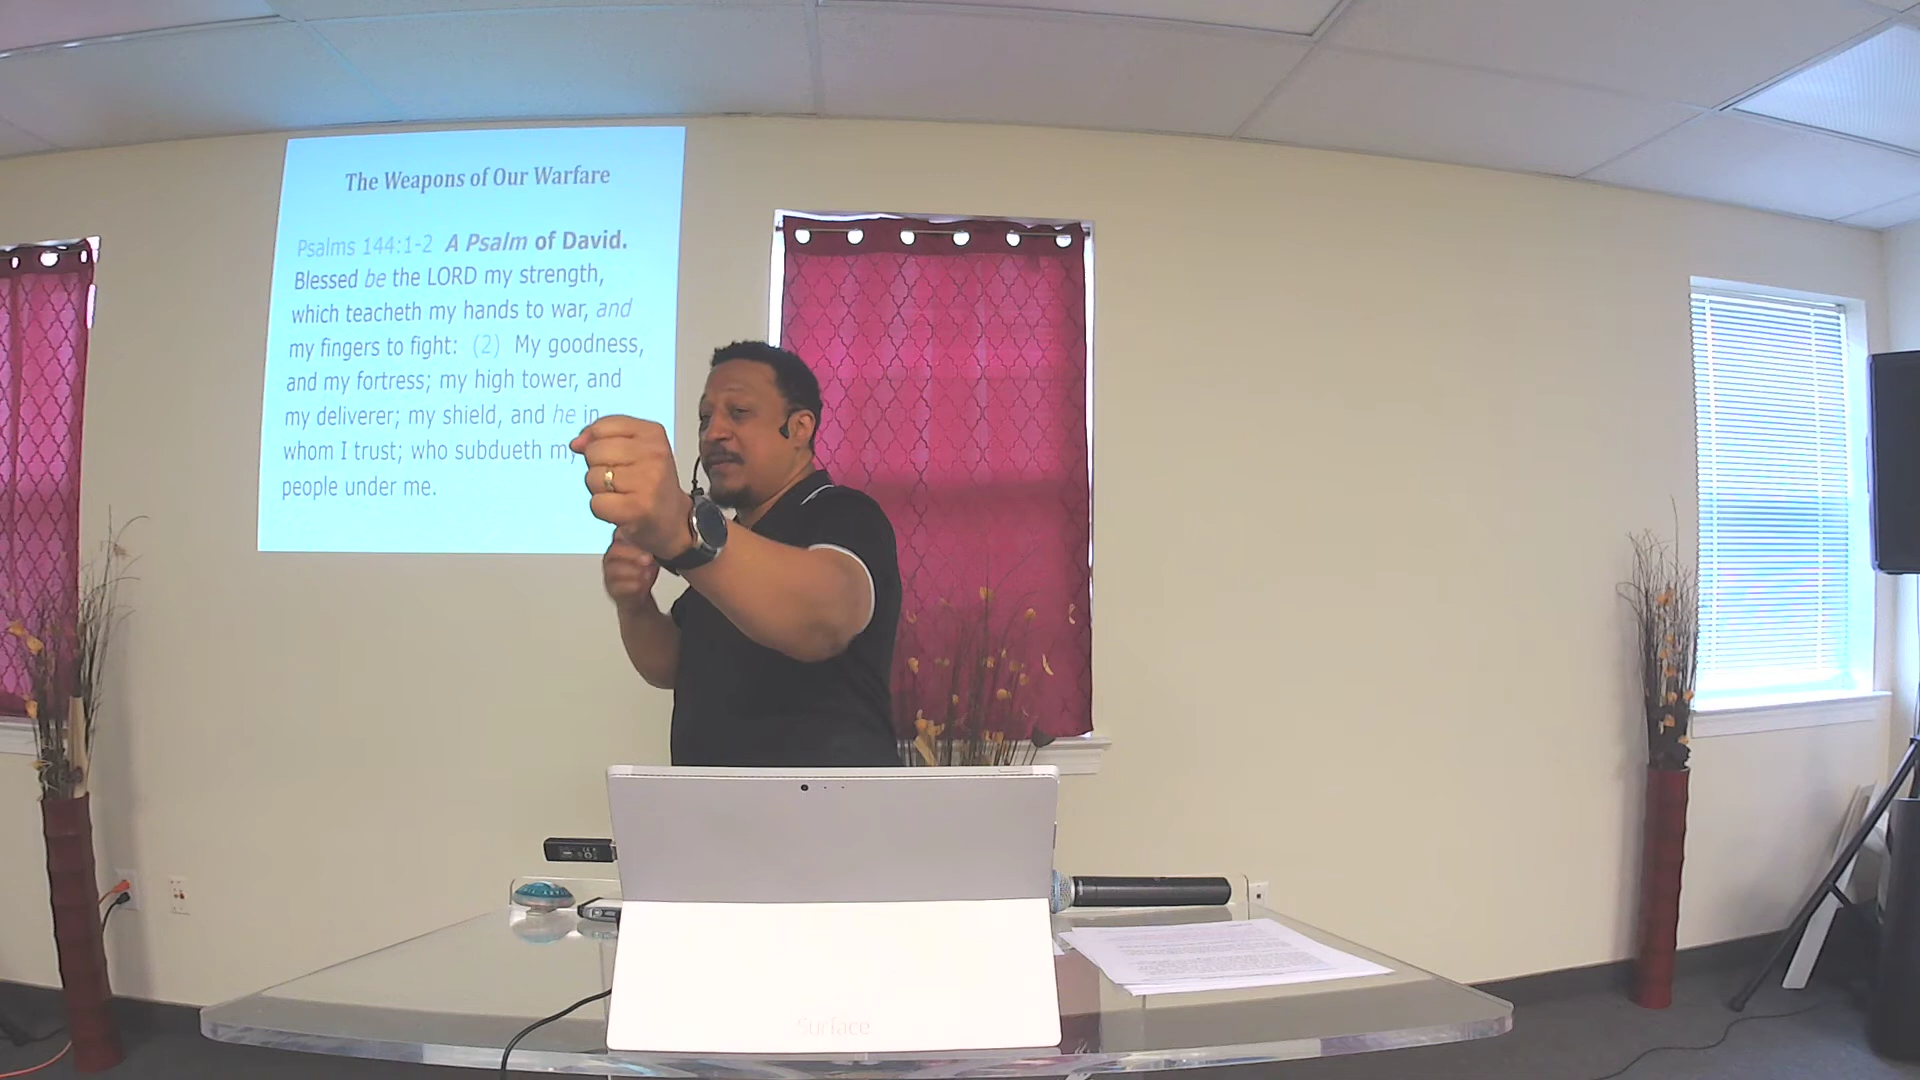 The Weapons of Our Warfare
Psalms 144:1-2 A Psalm of David.
Blessed be the LORD my strength,
which teacheth my hands to war, and
my fingers to fight: (2) My goodness,
and my fortress; my high tower, and
my deliverer; my shield, and he in
whom I trust; who subdueth my
people under me.
Surface